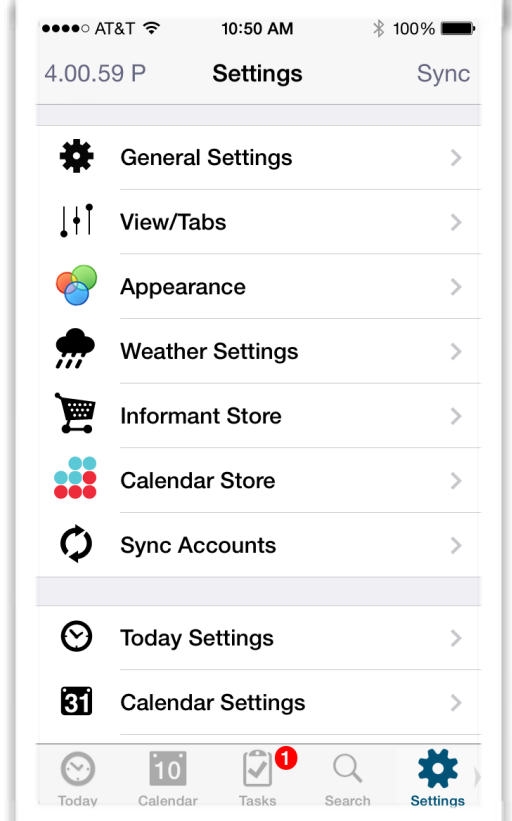 AT&T 10:50 AM 100%
4.00.59 P Settings Sync
General Settings
View/Tabs
Appearance
Weather Settings
Informant Store
Calendar Store
Sync Accounts
Today Settings
31 Calendar Settings
10 1
Today Calendar Tasks Search Settings